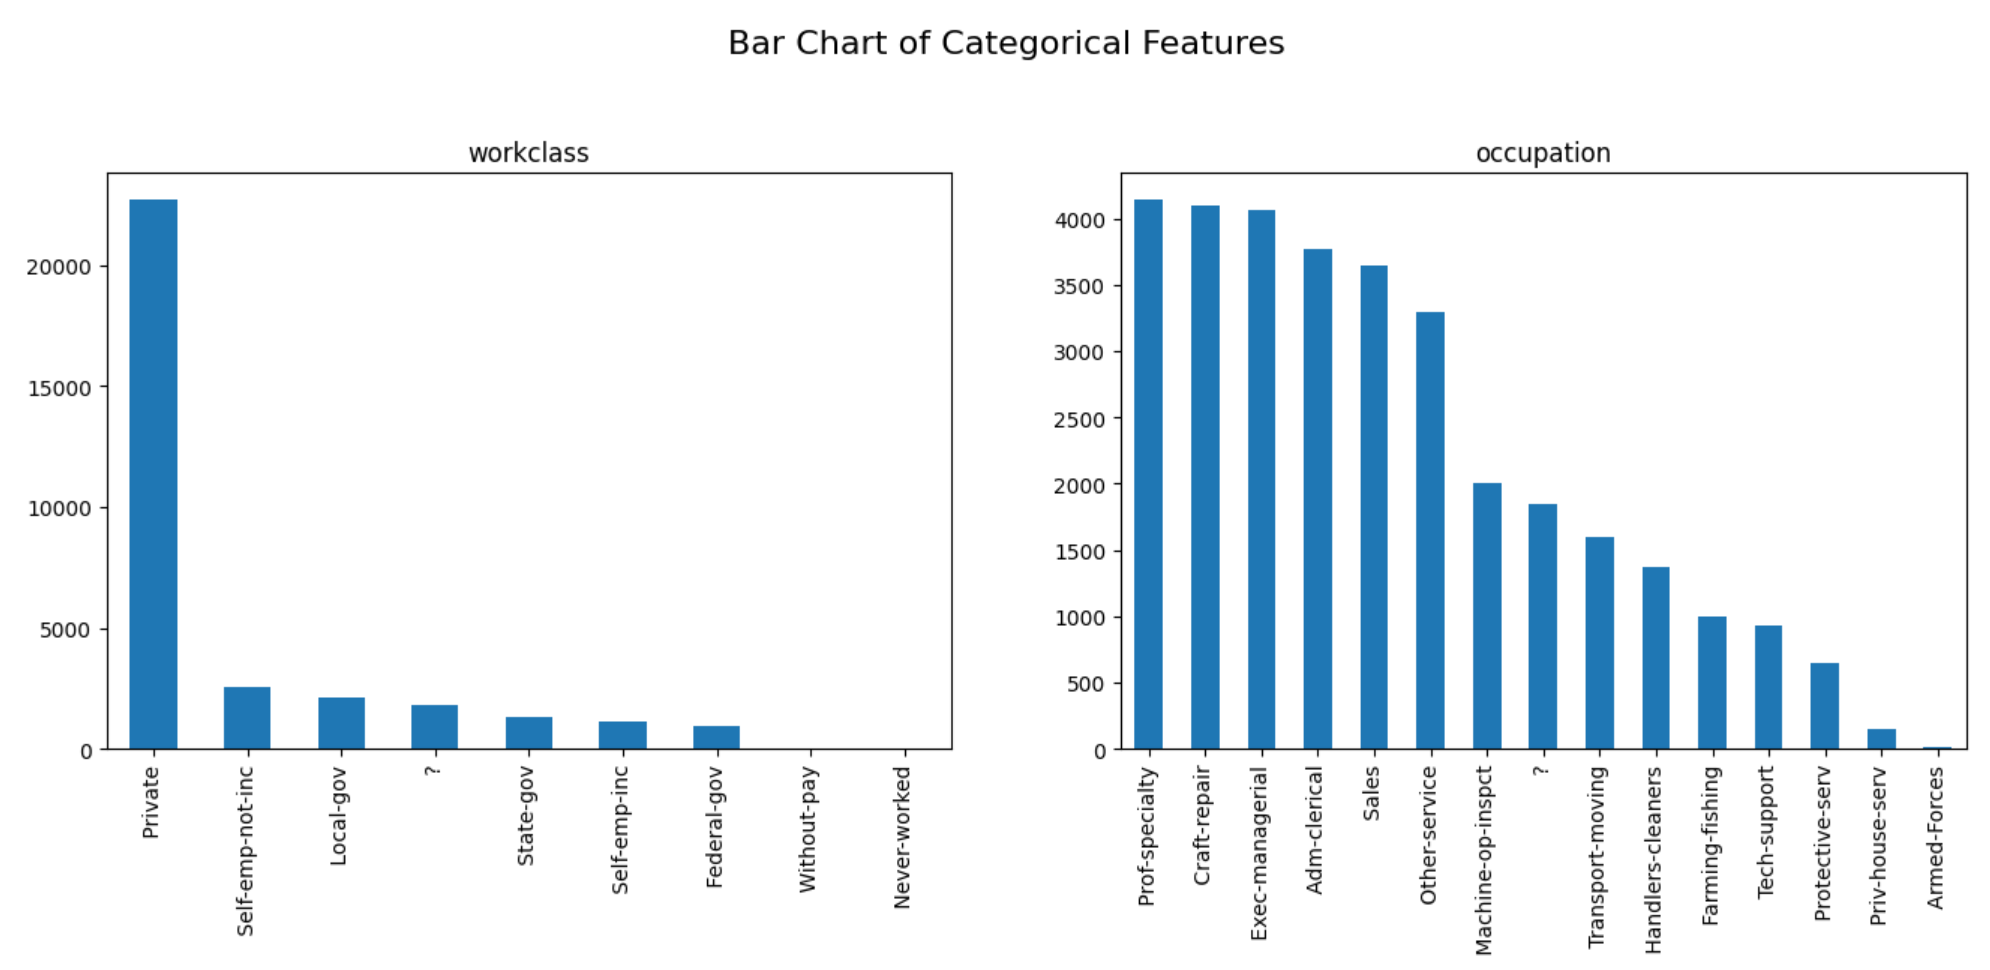 Bar Chart of Categorical Features
workclass
20000
15000
10000
5000
0
Private
Self-emp-not-inc
Local-gov
?
State-gov
Self-emp-inc
Federal-gov
Without-pay
Never-worked
occupation
4000
3500
3000
2500
2000
1500
1000
500
0
Prof-specialty
Craft-repair
Exec-managerial
Adm-clerical
Sales
Other-service
Machine-op-inspct
?
Transport-moving
Handlers-cleaners
Farming-fishing
Tech-support
Protective-serv
Priv-house-serv
Armed-Forces